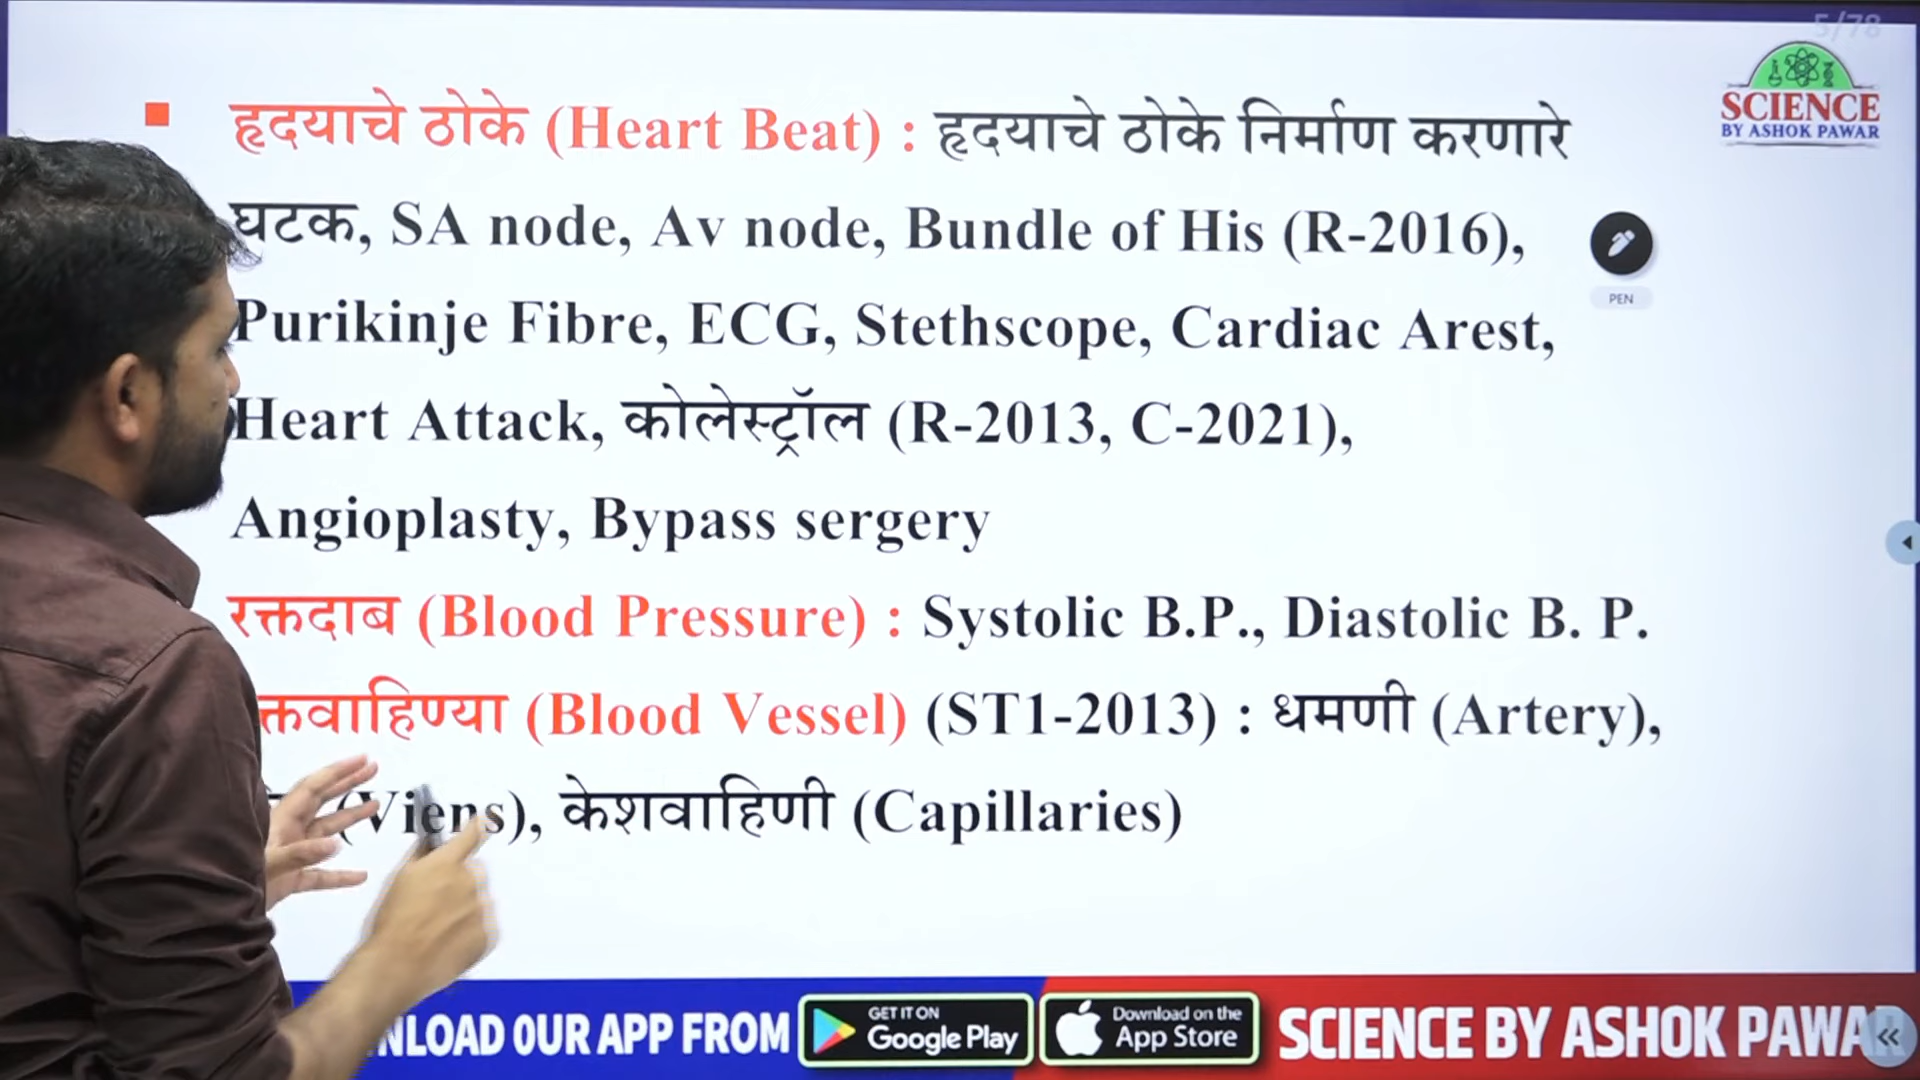 5/78
SCIENCE
BY ASHOK PAWAR
हृदयाचे ठोके (Heart Beat) : हृदयाचे ठोके निर्माण करणारे
घटक, SA node, Av node, Bundle of His (R-2016),
PEN
Purikinje Fibre, ECG, Stethscope, Cardiac Arest,
Heart Attack, कोलेस्ट्रॉल (R-2013, C-2021),
Angioplasty, Bypass sergery
रक्तदाब (Blood Pressure) : Systolic B.P., Diastolic B. P.
क्तवाहिण्या (Blood Vessel) (ST1-2013) : धमणी (Artery),
(Viens), केशवाहिणी (Capillaries)
NLOAD 0UR APP FROM
GET IT ON
Google Play
Download on the
App Store
SCIENCE BY ASHOK PAWA